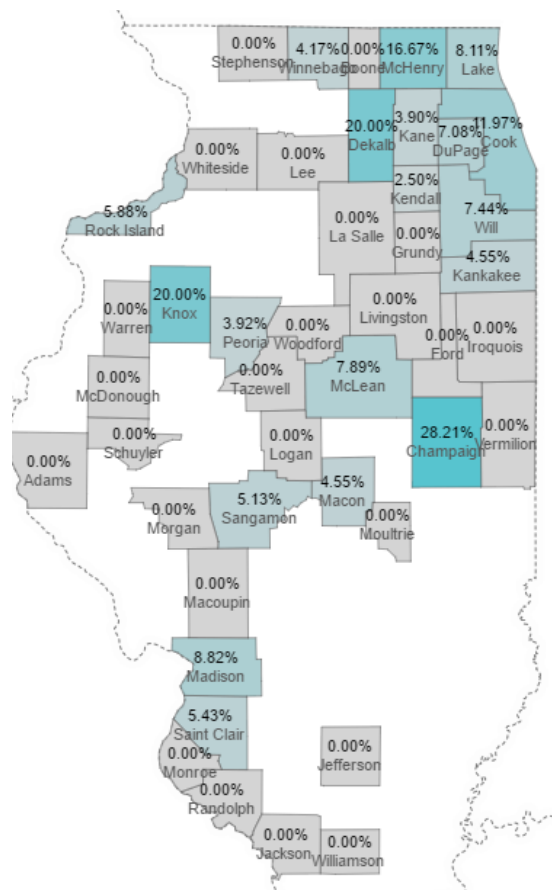 0.00%
Stephenson
4.17%
Winnebago
0.00%
Boone
16.67%
McHenry
8.11%
Lake
20.00%
Dekalb
3.90%
Kane
7.08%
DuPage
11.97%
Cook
0.00%
Whiteside
0.00%
Lee
2.50%
Kendall
7.44%
Will
5.88%
Rock Island
0.00%
La Salle
0.00%
Grundy
4.55%
Kankakee
20.00%
Knox
0.00%
Warren
3.92%
Peoria
0.00%
Woodford
0.00%
Livingston
0.00%
Ford
0.00%
Iroquois
0.00%
McDonough
0.00%
Tazewell
7.89%
McLean
0.00%
Schuyler
0.00%
Adams
0.00%
Logan
28.21%
Champaign
0.00%
Vermilion
0.00%
Morgan
5.13%
Sangamon
4.55%
Macon
0.00%
Moultrie
0.00%
Macoupin
8.82%
Madison
5.43%
Saint Clair
0.00%
Monroe
0.00%
Jefferson
0.00%
Randolph
0.00%
Jackson
0.00%
Williamson